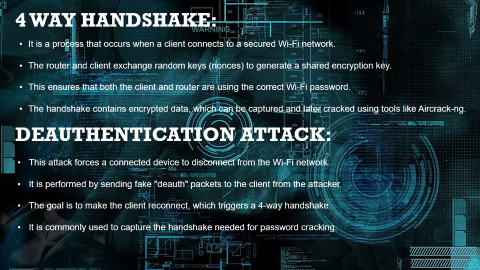 4 WAY HANDSHAKE:
WARNING...
• It is a process that occurs when a client connects to a secured Wi-Fi network.
• The router and client exchange random keys (nonces) to generate a shared encryption key.
• This ensures that both the client and router are using the correct Wi-Fi password.
• The handshake contains encrypted data, which can be captured and later cracked using tools like Aircrack-ng.
DEAUTHENTICATION ATTACK:
• This attack forces a connected device to disconnect from the Wi-Fi network.
• It is performed by sending fake "deauth" packets to the client from the attacker.
• The goal is to make the client reconnect, which triggers a 4-way handshake.
• It is commonly used to capture the handshake needed for password cracking.